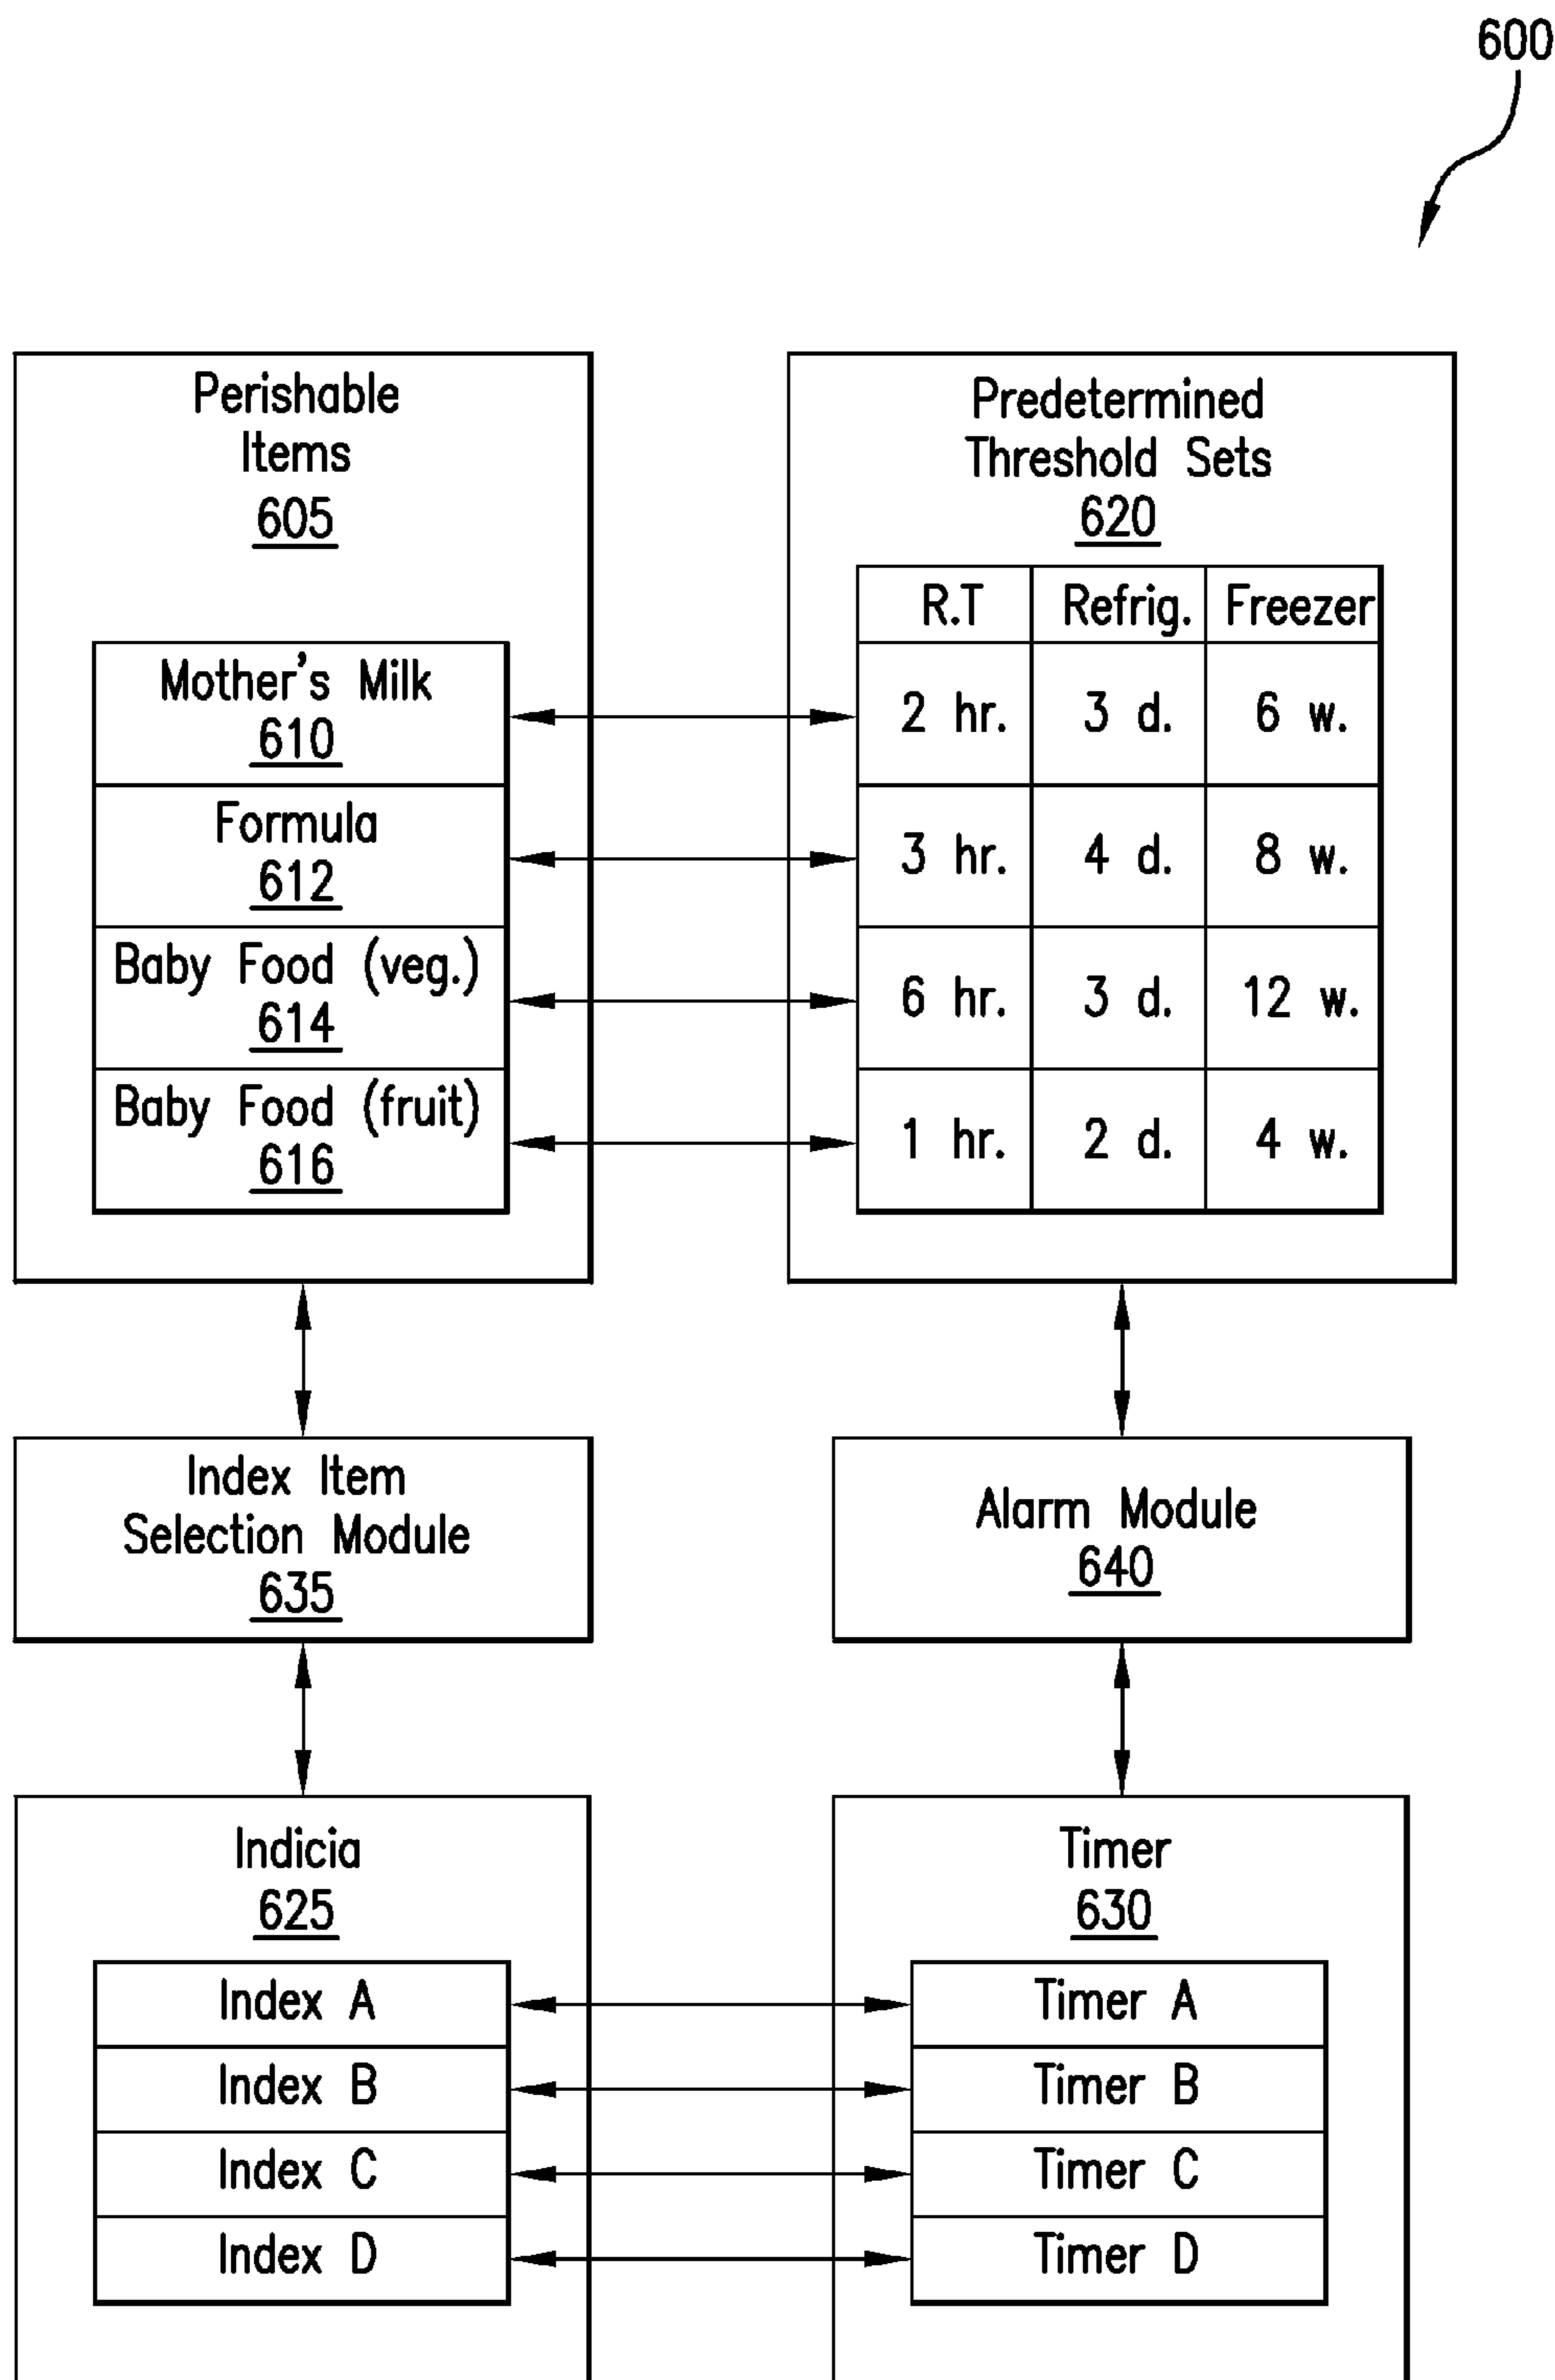 600
Perishable
Items
605
Mother's Milk
610
Formula
612
Baby Food (veg.)
614
Baby Food (fruit)
616
Predetermined
Threshold Sets
620
R.T Refrig. Freezer
2 hr. 3 d. 6 w.
3 hr. 4 d. 8 w.
6 hr. 3 d. 12 w.
1 hr. 2 d. 4 w.
Index Item
Selection Module
635
Alarm Module
640
Indicia
625
Index A
Index B
Index C
Index D
Timer
630
Timer A
Timer B
Timer C
Timer D